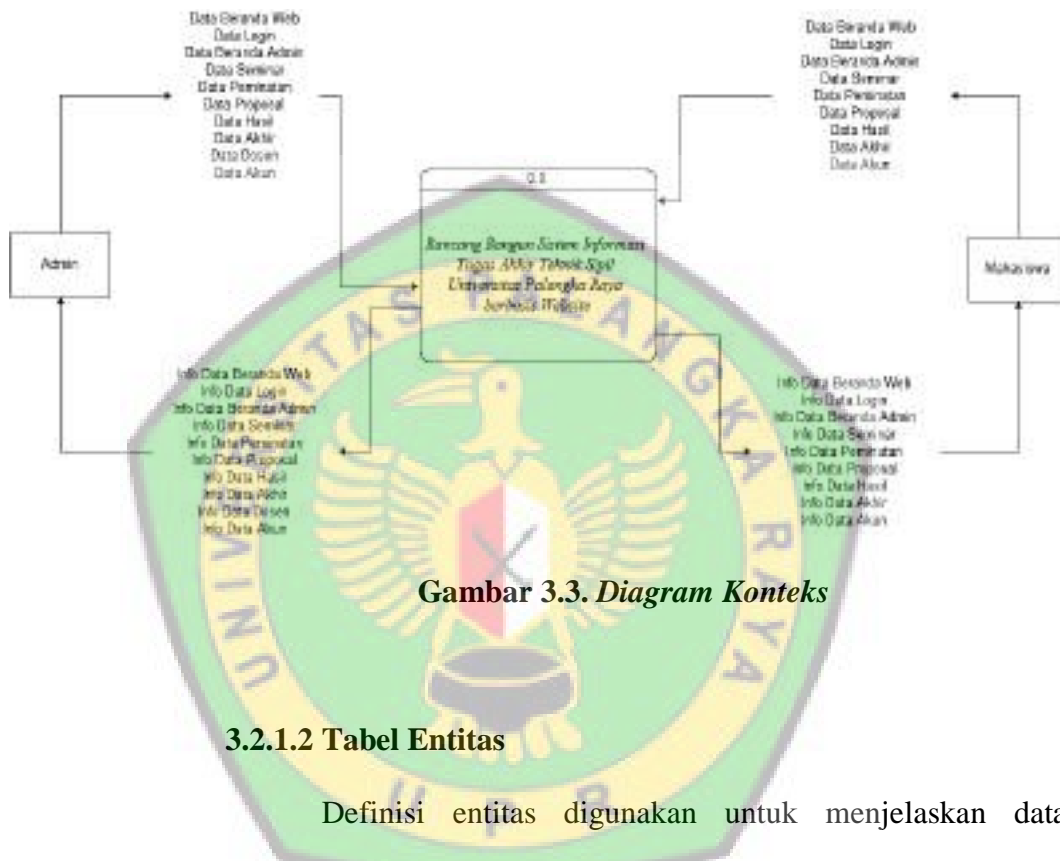 Data Beranda Web
Data Login
Data Beranda Admin
Data Seminar
Data Peminatan
Data Proposal
Data Hasil
Data Akhir
Data Dosen
Data Akun
Data Beranda Web
Data Login
Data Beranda Admin
Data Seminar
Data Peminatan
Data Proposal
Data Hasil
Data Akhir
Data Akun
Admin
Rancang Bangun Sistem Informasi
Tugas Akhir Teknik Sipil
Universitas Palangka Raya
berbasis Website
Mahasiswa
Info Data Beranda Web
Info Data Login
Info Data Beranda Admin
Info Data Seminar
Info Data Peminatan
Info Data Proposal
Info Data Hasil
Info Data Akhir
Info Data Dosen
Info Data Akun
Info Data Beranda Web
Info Data Login
Info Data Beranda Admin
Info Data Seminar
Info Data Peminatan
Info Data Proposal
Info Data Hasil
Info Data Akhir
Info Data Akun
UNIVERSITAS PALANGKA RAYA
UPR
Gambar 3.3. Diagram Konteks
3.2.1.2 Tabel Entitas
Definisi entitas digunakan untuk menjelaskan data